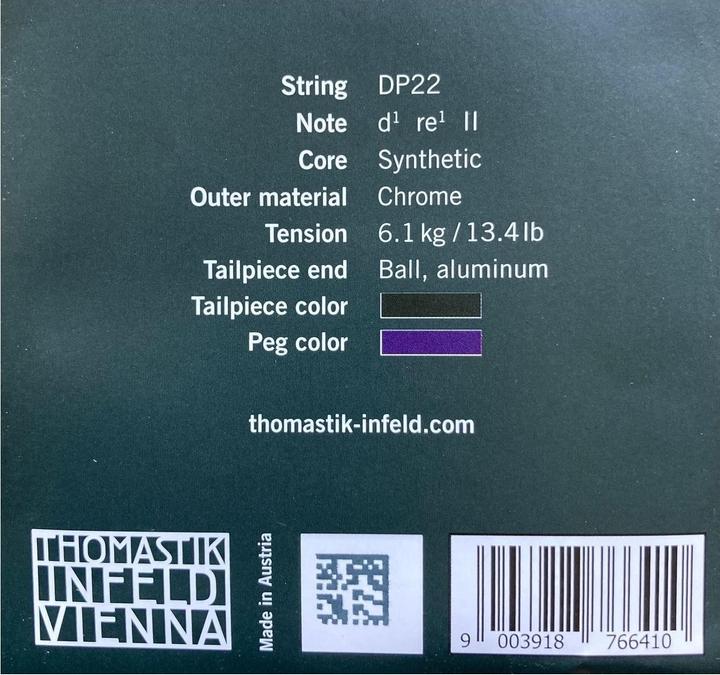 String DP22
Note d¹ re¹ II
Core Synthetic
Outer material Chrome
Tension 6.1 kg / 13.4 lb
Tailpiece end Ball, aluminum
Tailpiece color
Peg color
thomastik-infeld.com
THOMASTIK
INFELD
VIENNA
Made in Austria
9 003918 766410